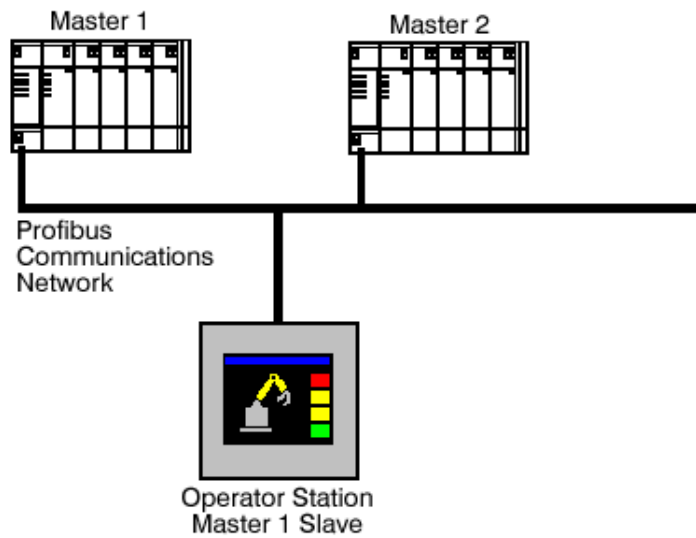 Master 1
Master 2
Profibus
Communications
Network
Operator Station
Master 1 Slave